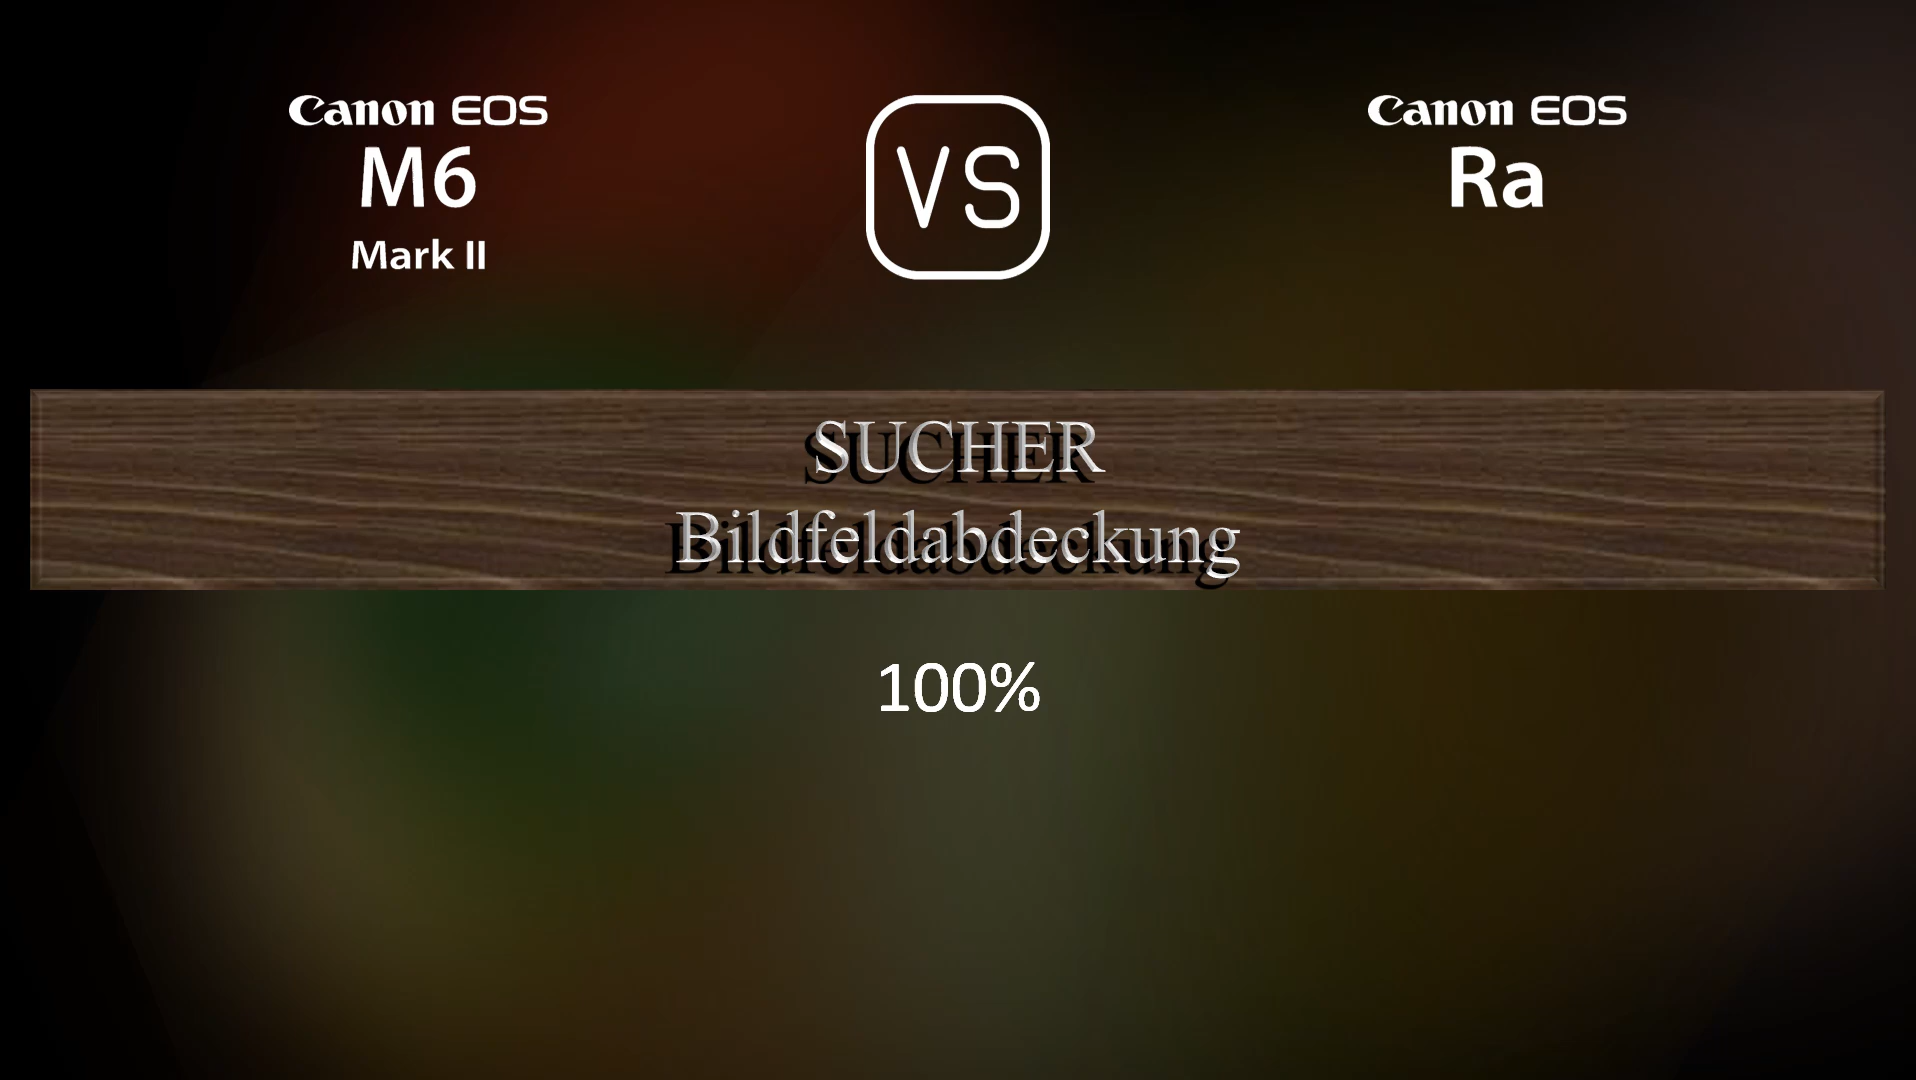 Canon EOS
M6
Mark II
VS
Canon EOS
Ra
SUCHER
Bildfeldabdeckung
100%